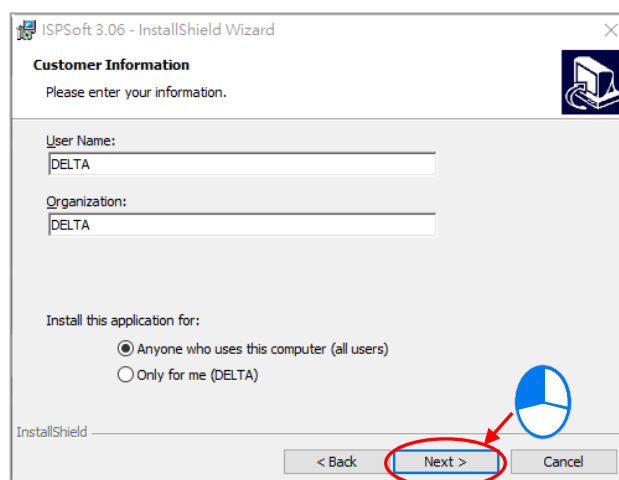 ISPSoft 3.06 - InstallShield Wizard
Customer Information
Please enter your information.
User Name:
DELTA
Organization:
DELTA
Install this application for:
Anyone who uses this computer (all users)
Only for me (DELTA)
InstallShield
< Back Next > Cancel